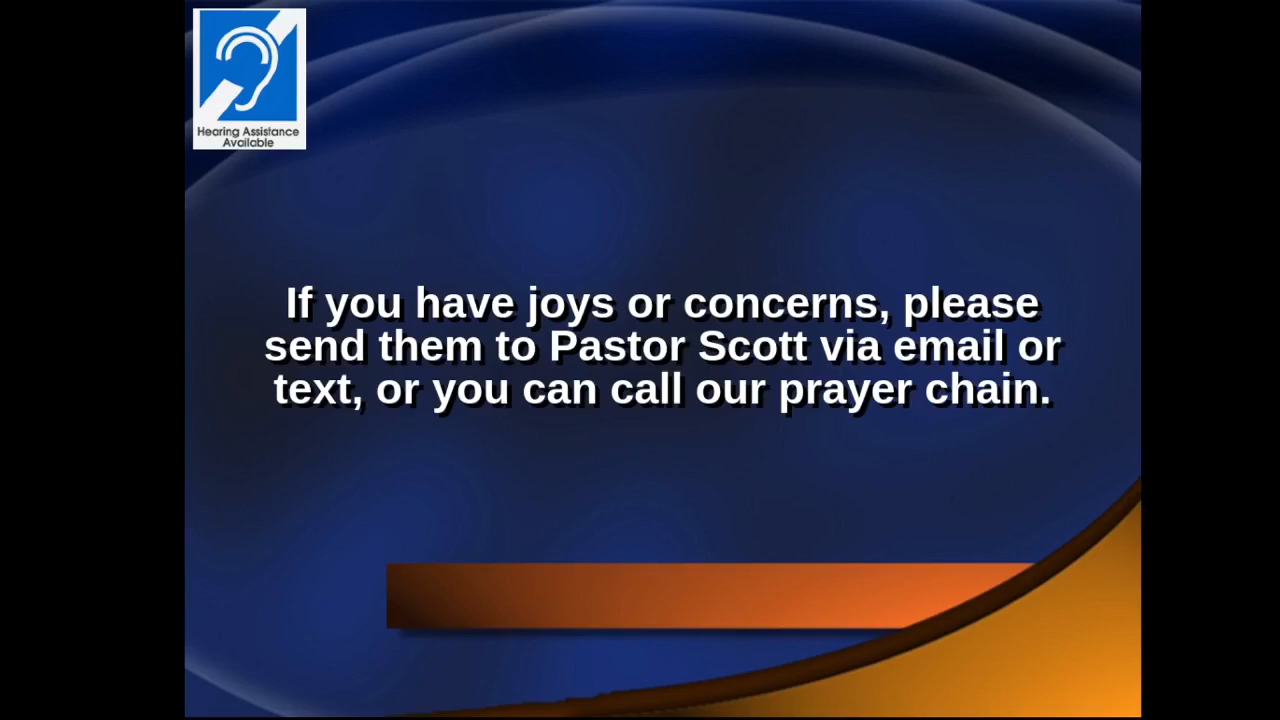 Hearing Assistance
Available
If you have joys or concerns, please
send them to Pastor Scott via email or
text, or you can call our prayer chain.